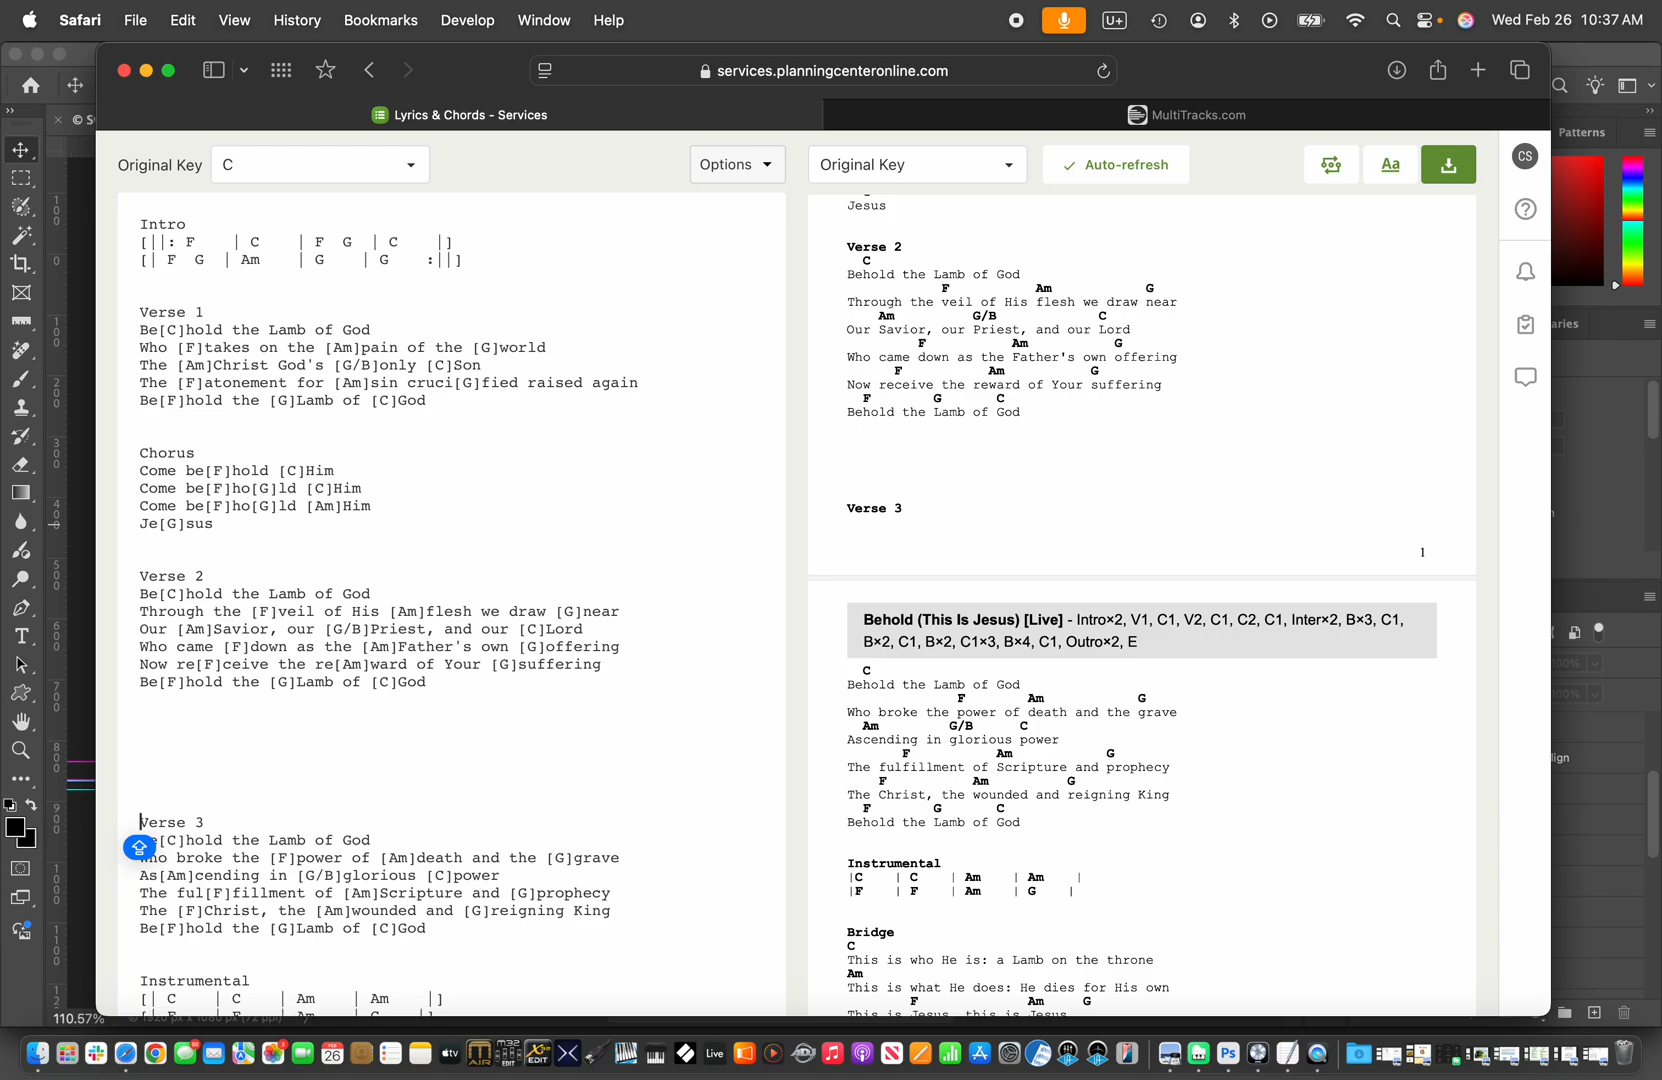 Safari File Edit View History Bookmarks Develop Window Help
U+
Wed Feb 26 10:37 AM
services.planningcenteronline.com
Lyrics & Chords - Services
MultiTracks.com
Original Key C
Options
Original Key
Auto-refresh
Aa
CS
Intro
[||: F | C | F G | C |]
[| F G | Am | G | G :||]
Verse 1
Be[C]hold the Lamb of God
Who [F]takes on the [Am]pain of the [G]world
The [Am]Christ God's [G/B]only [C]Son
The [F]atonement for [Am]sin cruci[G]fied raised again
Be[F]hold the [G]Lamb of [C]God
Chorus
Come be[F]hold [C]Him
Come be[F]ho[G]ld [C]Him
Come be[F]ho[G]ld [Am]Him
Je[G]sus
Verse 2
Be[C]hold the Lamb of God
Through the [F]veil of His [Am]flesh we draw [G]near
Our [Am]Savior, our [G/B]Priest, and our [C]Lord
Who came [F]down as the [Am]Father's own [G]offering
Now re[F]ceive the re[Am]ward of Your [G]suffering
Be[F]hold the [G]Lamb of [C]God
Verse 3
Be[C]hold the Lamb of God
Who broke the [F]power of [Am]death and the [G]grave
As[Am]cending in [G/B]glorious [C]power
The ful[F]fillment of [Am]Scripture and [G]prophecy
The [F]Christ, the [Am]wounded and [G]reigning King
Be[F]hold the [G]Lamb of [C]God
Instrumental
[| C | C | Am | Am |]
Jesus
Verse 2
C
Behold the Lamb of God
F Am G
Through the veil of His flesh we draw near
Am G/B C
Our Savior, our Priest, and our Lord
F Am G
Who came down as the Father's own offering
F Am G
Now receive the reward of Your suffering
F G C
Behold the Lamb of God
Verse 3
1
Behold (This Is Jesus) [Live] - Intro×2, V1, C1, V2, C1, C2, C1, Inter×2, B×3, C1,
B×2, C1, B×2, C1×3, B×4, C1, Outro×2, E
C
Behold the Lamb of God
F Am G
Who broke the power of death and the grave
Am G/B C
Ascending in glorious power
F Am G
The fulfillment of Scripture and prophecy
F Am G
The Christ, the wounded and reigning King
F G C
Behold the Lamb of God
Instrumental
|C | C | Am | Am |
|F | F | Am | G |
Bridge
C
This is who He is: a Lamb on the throne
Am
This is what He does: He dies for His own
F Am G
This is Jesus, this is Jesus
Patterns
aries
lign
110.57%